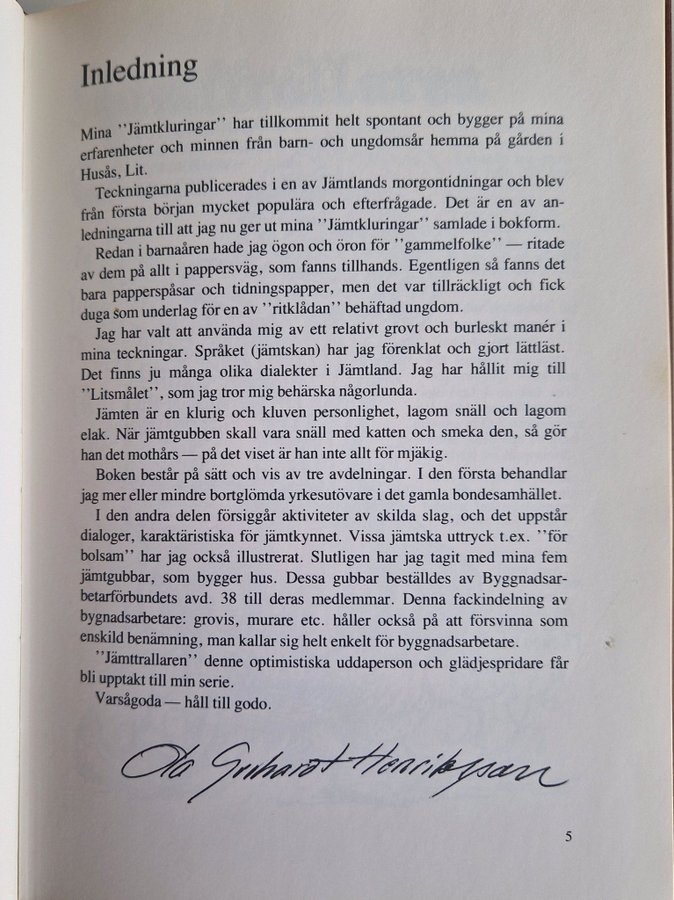 Inledning
Mina ”Jämtkluringar” har tillkommit helt spontant och bygger på mina
erfarenheter och minnen från barn- och ungdomsår hemma på gården i
Husås, Lit.
Teckningarna publicerades i en av Jämtlands morgontidningar och blev
från första början mycket populära och efterfrågade. Det är en av an-
ledningarna till att jag nu ger ut mina ”Jämtkluringar” samlade i bokform.
Redan i barnaåren hade jag ögon och öron för ”gammelfolke” — ritade
av dem på allt i pappersväg, som fanns tillhands. Egentligen så fanns det
bara papperspåsar och tidningspapper, men det var tillräckligt och fick
duga som underlag för en av ”ritklådan” behäftad ungdom.
Jag har valt att använda mig av ett relativt grovt och burleskt manér i
mina teckningar. Språket (jämtskan) har jag förenklat och gjort lättläst.
Det finns ju många olika dialekter i Jämtland. Jag har hållit mig till
”Litsmålet”, som jag tror mig behärska någorlunda.
Jämten är en klurig och kluven personlighet, lagom snäll och lagom
elak. När jämtgubben skall vara snäll med katten och smeka den, så gör
han det mothårs — på det viset är han inte allt för mjäkig.
Boken består på sätt och vis av tre avdelningar. I den första behandlar
jag mer eller mindre bortglömda yrkesutövare i det gamla bondesamhället.
I den andra delen försiggår aktiviteter av skilda slag, och det uppstår
dialoger, karaktäristiska för jämtkynnet. Vissa jämtska uttryck t.ex. ”för
bolsam” har jag också illustrerat. Slutligen har jag tagit med mina fem
jämtgubbar, som bygger hus. Dessa gubbar beställdes av Byggnadsar-
betarförbundets avd. 38 till deras medlemmar. Denna fackindelning av
bygnadsarbetare: grovis, murare etc. håller också på att försvinna som
enskild benämning, man kallar sig helt enkelt för byggnadsarbetare.
”Jämttrallaren” denne optimistiska uddaperson och glädjespridare får
bli upptakt till min serie.
Varsågoda — håll till godo.
Ola Gerhardt Henriksson
5